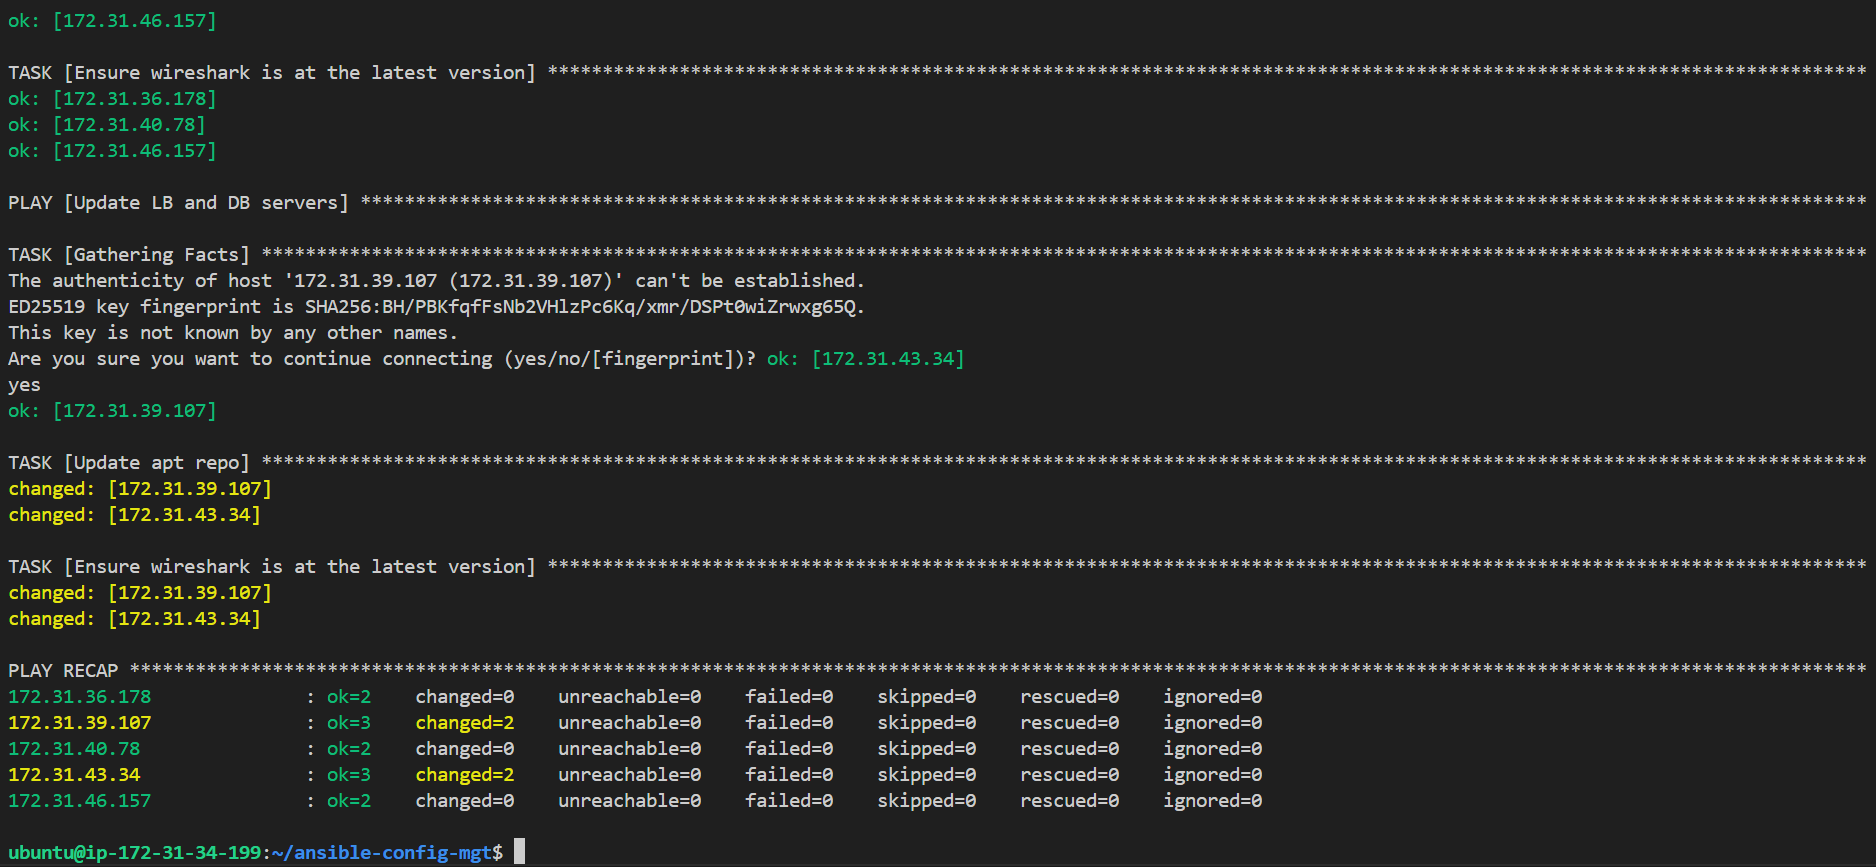 ok: [172.31.46.157]
TASK [Ensure wireshark is at the latest version] ************************************************************************************************************************
ok: [172.31.36.178]
ok: [172.31.40.78]
ok: [172.31.46.157]
PLAY [Update LB and DB servers] *****************************************************************************************************************************************
TASK [Gathering Facts] **************************************************************************************************************************************************
The authenticity of host '172.31.39.107 (172.31.39.107)' can't be established.
ED25519 key fingerprint is SHA256:BH/PBKfqfFsNb2VHlzPc6Kq/xmr/DSPt0wiZrwxg65Q.
This key is not known by any other names.
Are you sure you want to continue connecting (yes/no/[fingerprint])? ok: [172.31.43.34]
yes
ok: [172.31.39.107]
TASK [Update apt repo] **************************************************************************************************************************************************
changed: [172.31.39.107]
changed: [172.31.43.34]
TASK [Ensure wireshark is at the latest version] ************************************************************************************************************************
changed: [172.31.39.107]
changed: [172.31.43.34]
PLAY RECAP **************************************************************************************************************************************************************
172.31.36.178              : ok=2    changed=0    unreachable=0    failed=0    skipped=0    rescued=0    ignored=0
172.31.39.107              : ok=3    changed=2    unreachable=0    failed=0    skipped=0    rescued=0    ignored=0
172.31.40.78               : ok=2    changed=0    unreachable=0    failed=0    skipped=0    rescued=0    ignored=0
172.31.43.34               : ok=3    changed=2    unreachable=0    failed=0    skipped=0    rescued=0    ignored=0
172.31.46.157              : ok=2    changed=0    unreachable=0    failed=0    skipped=0    rescued=0    ignored=0
ubuntu@ip-172-31-34-199:~/ansible-config-mgt$